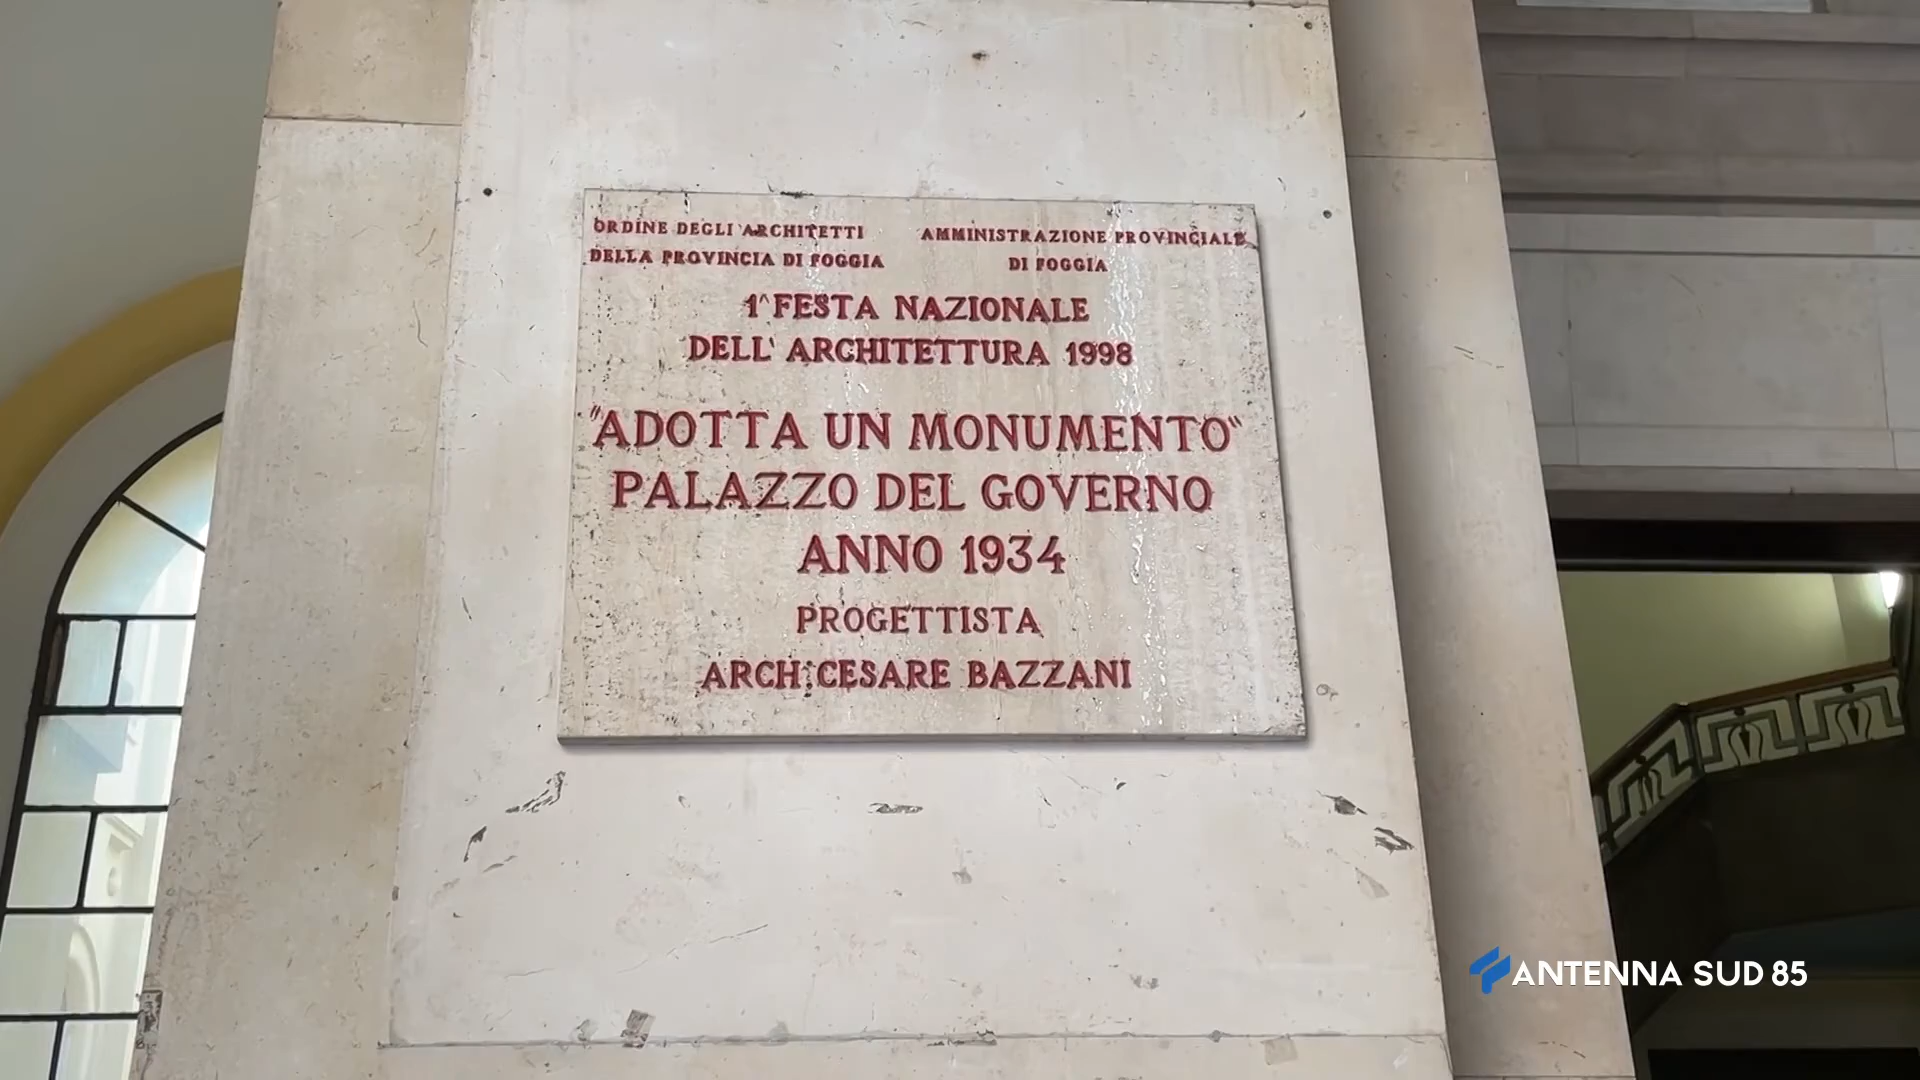 ORDINE DEGLI ARCHITETTI
DELLA PROVINCIA DI FOGGIA
AMMINISTRAZIONE PROVINCIALE
DI FOGGIA
1^ FESTA NAZIONALE
DELL' ARCHITETTURA 1998
"ADOTTA UN MONUMENTO"
PALAZZO DEL GOVERNO
ANNO 1934
PROGETTISTA
ARCH. CESARE BAZZANI
ANTENNA SUD 85